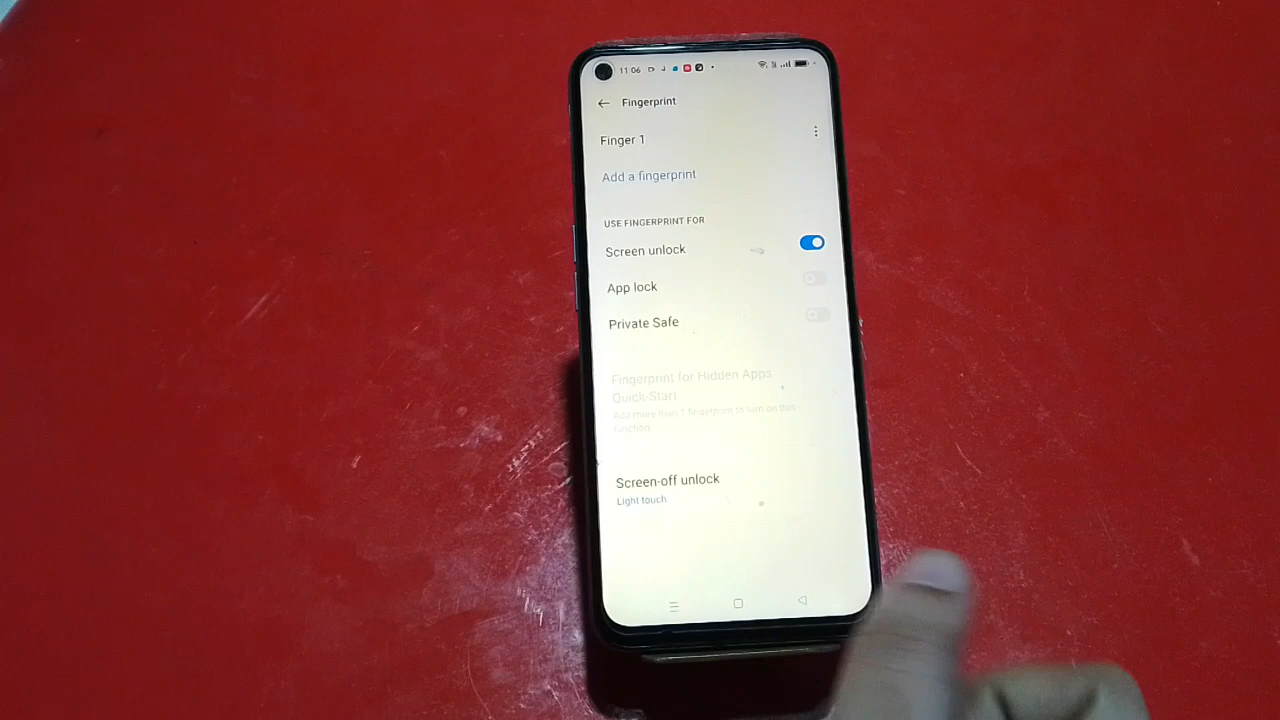 11:06
Fingerprint
Finger 1
Add a fingerprint
USE FINGERPRINT FOR
Screen unlock
App lock
Private Safe
Fingerprint for Hidden Apps
Quick-Start
Add more than 1 fingerprint to turn on this
function.
Screen-off unlock
Light touch